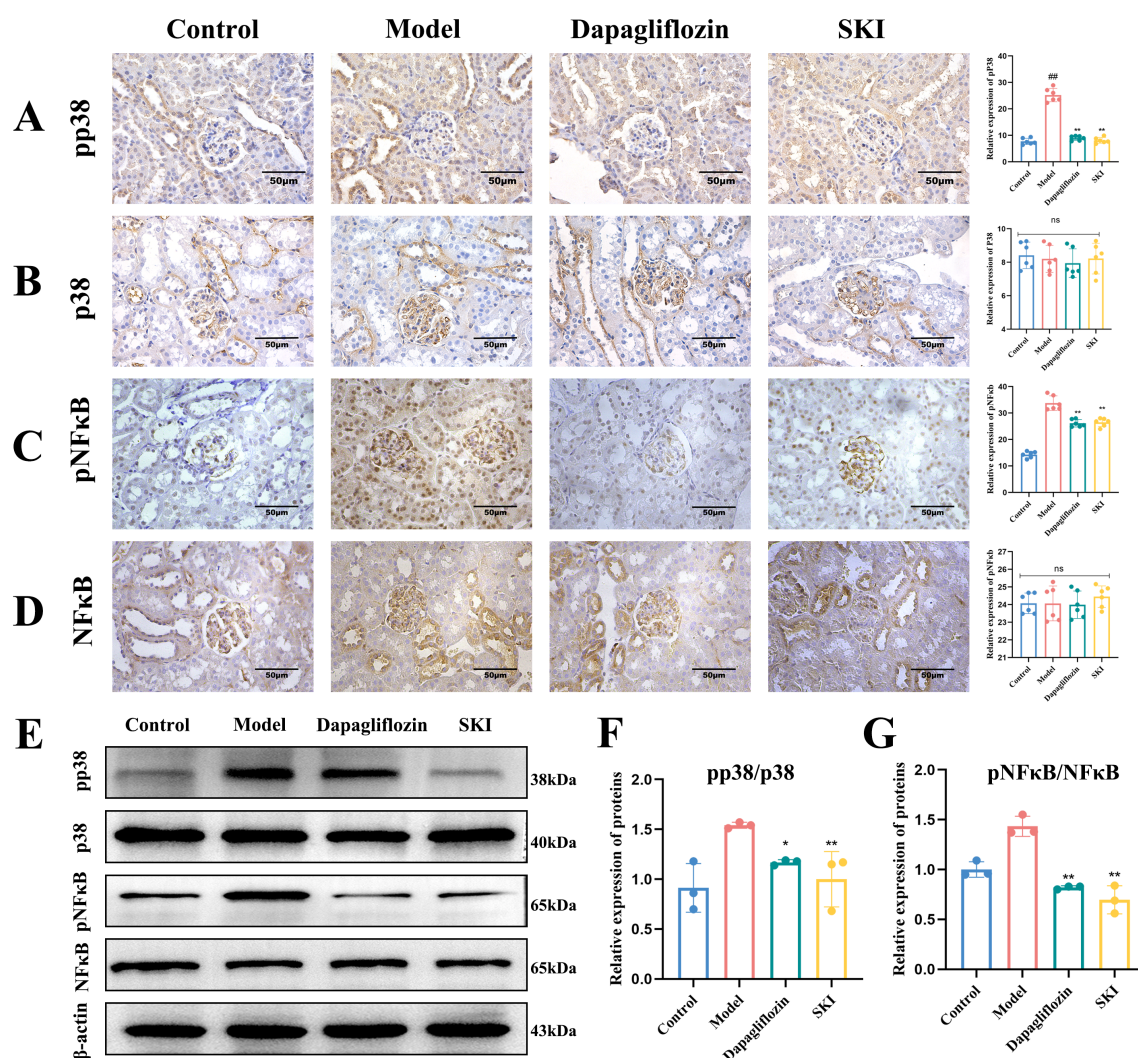 Control Model Dapagliflozin SKI
A
pp38
50μm 50μm 50μm 50μm
Relative expression of pP38
40
30
20
10
0
##
**
**
Control
Model
Dapagliflozin
SKI
B
p38
50μm 50μm 50μm 50μm
Relative expression of P38
10
8
6
4
ns
Control
Model
Dapagliflozin
SKI
C
pNFκB
50μm 50μm 50μm 50μm
Relative expression of pNFκb
40
30
20
10
0
**
**
Control
Model
Dapagliflozin
SKI
D
NFκB
50μm 50μm 50μm 50μm
Relative expression of pNFκb
27
26
25
24
23
22
21
ns
Control
Model
Dapagliflozin
SKI
E
Control Model Dapagliflozin SKI
pp38
38kDa
p38
40kDa
pNFκB
65kDa
NFκB
65kDa
β-actin
43kDa
F
pp38/p38
Relative expression of proteins
2.0
1.5
1.0
0.5
0.0
*
**
Control
Model
Dapagliflozin
SKI
G
pNFκB/NFκB
Relative expression of proteins
2.0
1.5
1.0
0.5
0.0
**
**
Control
Model
Dapagliflozin
SKI